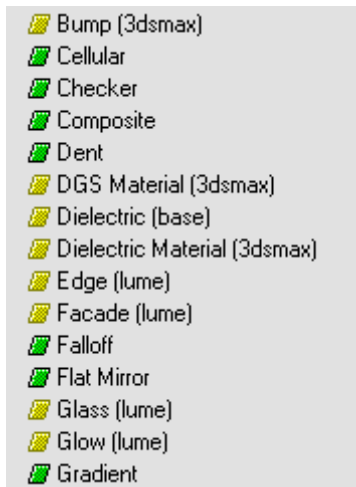 Bump (3dsmax)
Cellular
Checker
Composite
Dent
DGS Material (3dsmax)
Dielectric (base)
Dielectric Material (3dsmax)
Edge (lume)
Facade (lume)
Falloff
Flat Mirror
Glass (lume)
Glow (lume)
Gradient